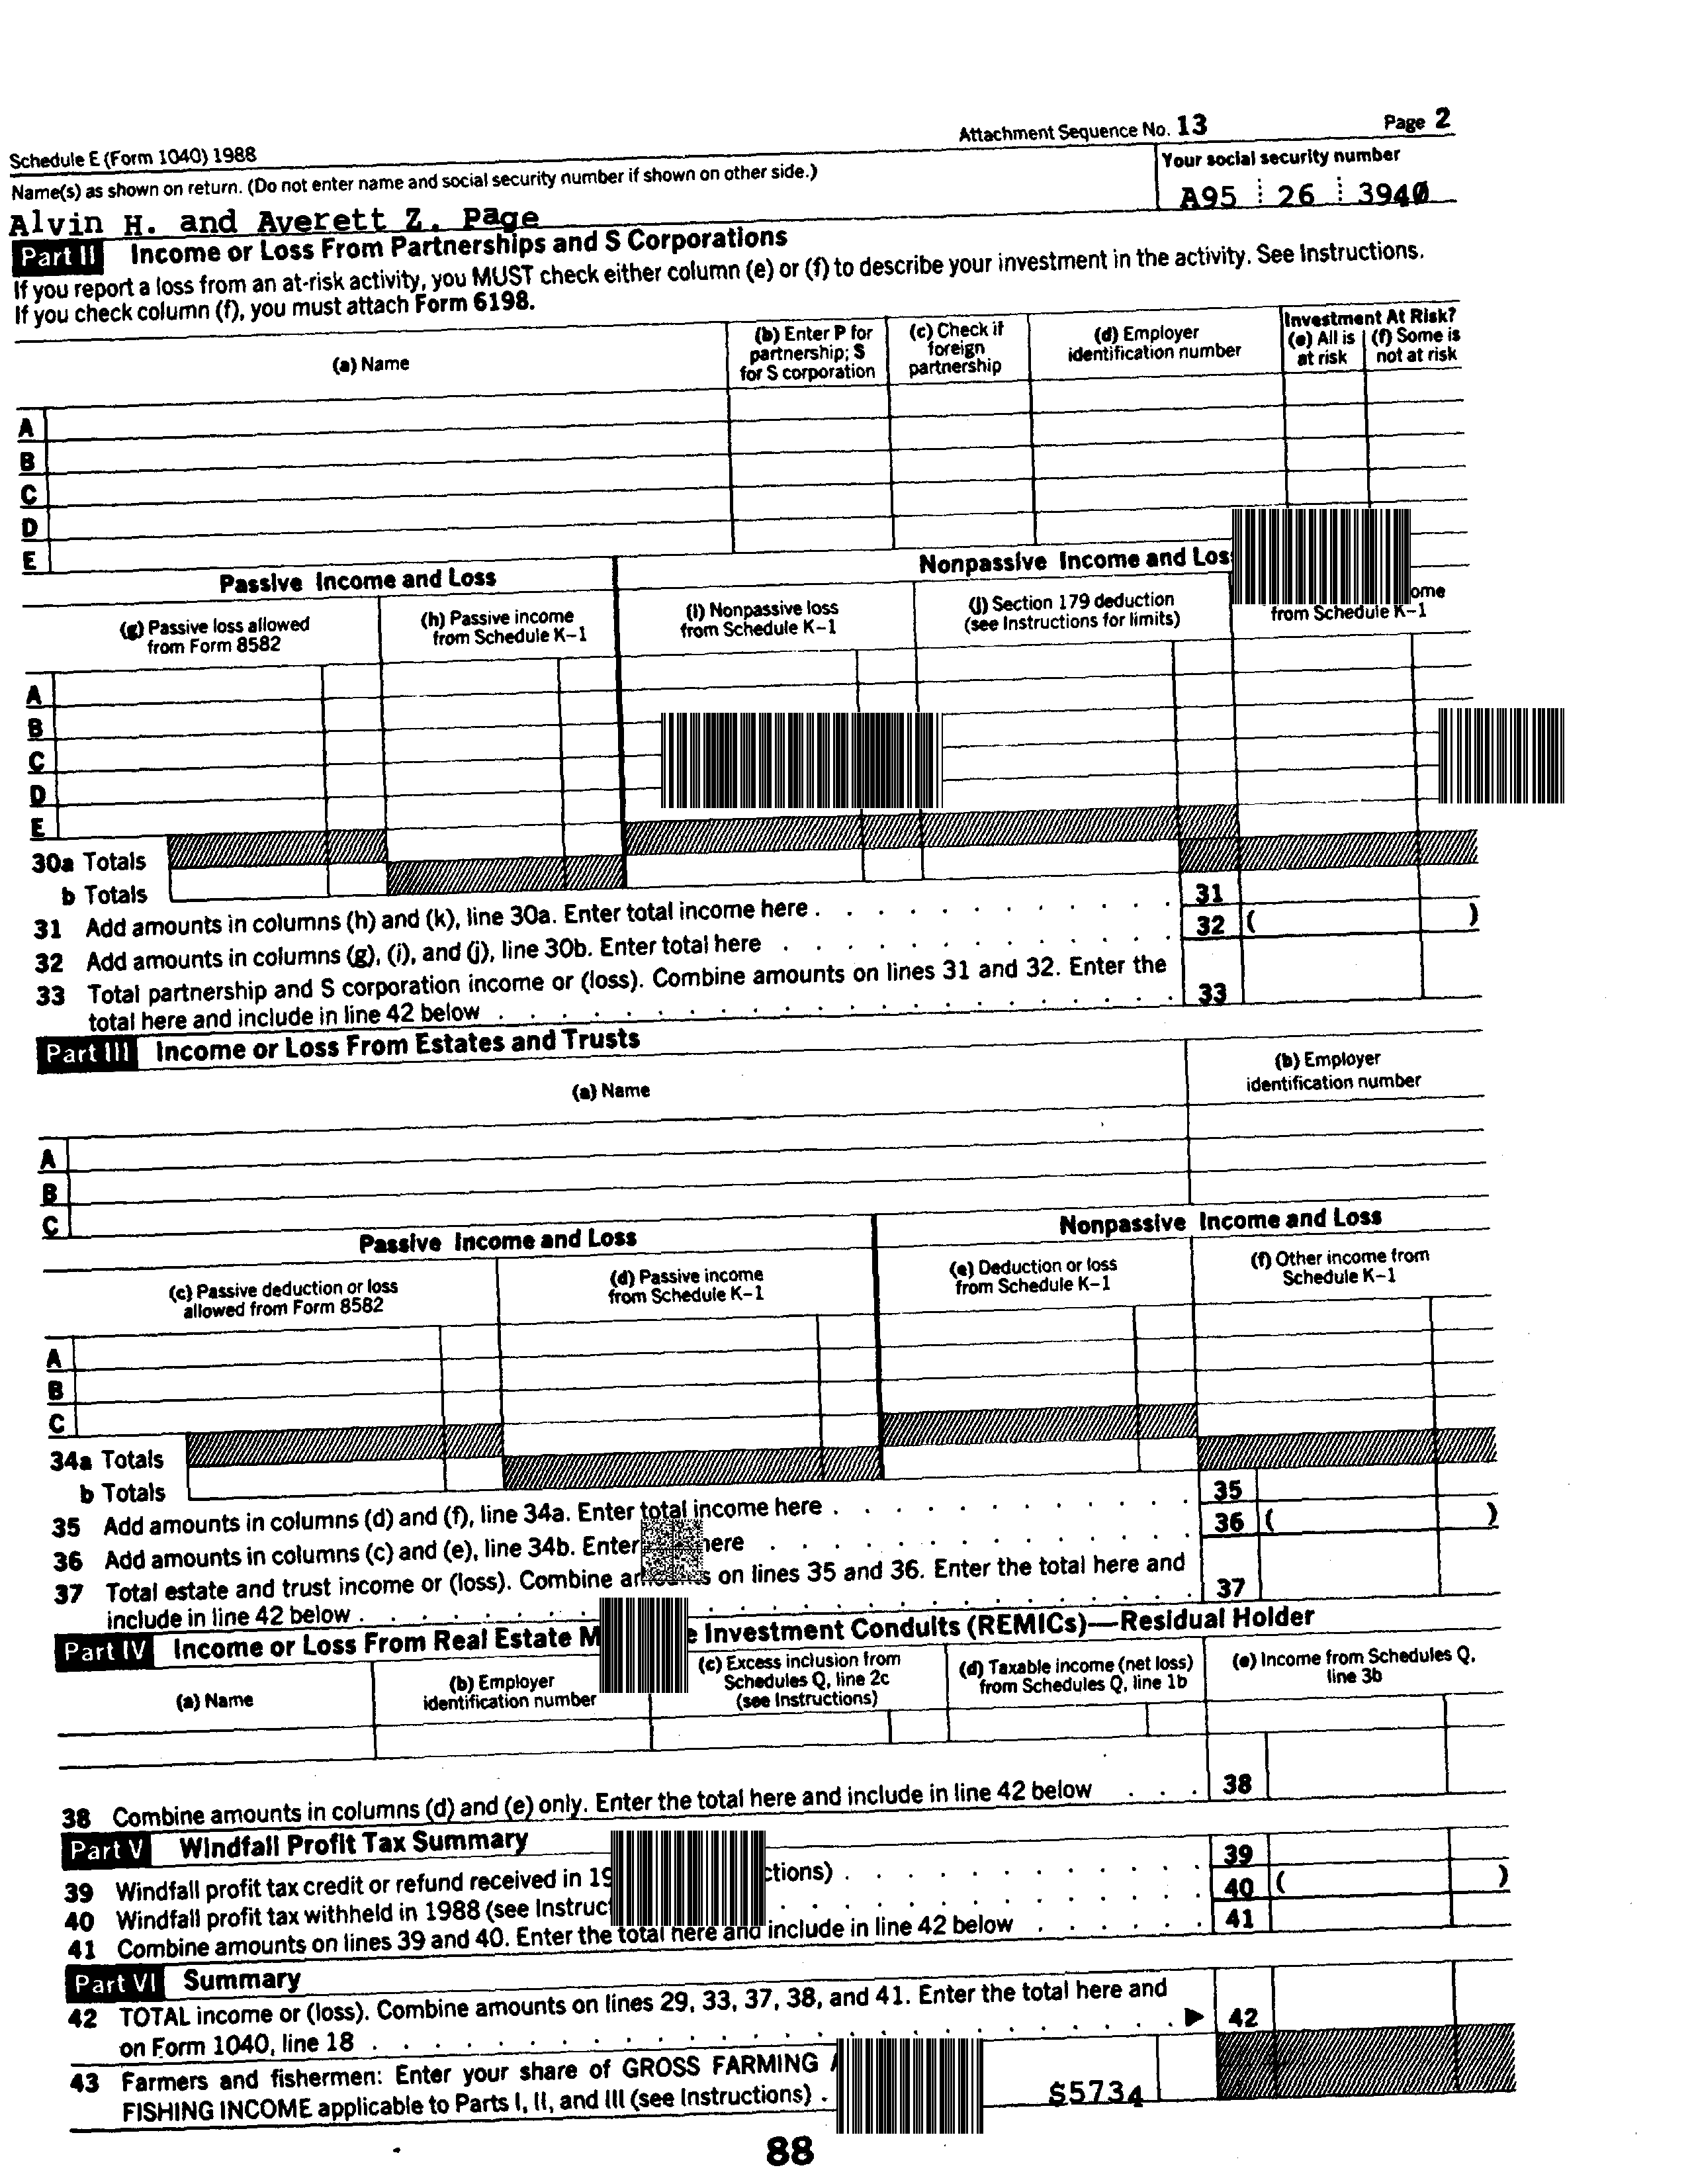 Attachment Sequence No. 13 Page 2
Schedule E (Form 1040) 1988
Name(s) as shown on return. (Do not enter name and social security number if shown on other side.)
Your social security number
Alvin H. and Averett Z. Page
A95 26 3940
Part II Income or Loss From Partnerships and S Corporations
If you report a loss from an at-risk activity, you MUST check either column (e) or (f) to describe your investment in the activity. See Instructions.
If you check column (f), you must attach Form 6198.
(a) Name
(b) Enter P for
partnership; S
for S corporation
(c) Check if
foreign
partnership
(d) Employer
identification number
Investment At Risk?
(e) All is
at risk
(f) Some is
not at risk
A
B
C
D
E
Passive Income and Loss
Nonpassive Income and
(g) Passive loss allowed
from Form 8582
(h) Passive income
from Schedule K–1
(i) Nonpassive loss
from Schedule K–1
(j) Section 179 deduction
(see Instructions for limits)
from Schedule K–1
A
B
C
D
E
30a Totals
b Totals
31 Add amounts in columns (h) and (k), line 30a. Enter total income here . . . . . . . . . . . . 31
32 Add amounts in columns (g), (i), and (j), line 30b. Enter total here . . . . . . . . . . . . . 32 ( )
33 Total partnership and S corporation income or (loss). Combine amounts on lines 31 and 32. Enter the
total here and include in line 42 below . . . . . . . . . . . . . . . . . . . . . . 33
Part III Income or Loss From Estates and Trusts
(a) Name
(b) Employer
identification number
A
B
C
Passive Income and Loss
Nonpassive Income and Loss
(c) Passive deduction or loss
allowed from Form 8582
(d) Passive income
from Schedule K–1
(e) Deduction or loss
from Schedule K–1
(f) Other income from
Schedule K–1
A
B
C
34a Totals
b Totals
35 Add amounts in columns (d) and (f), line 34a. Enter total income here . . . . . . . . . . . . 35
36 Add amounts in columns (c) and (e), line 34b. Enter here . . . . . . . . . . . . . 36 ( )
37 Total estate and trust income or (loss). Combine amounts on lines 35 and 36. Enter the total here and
include in line 42 below . . . . . . . . . . . . . . . . . . . . . . . . . . 37
Part IV Income or Loss From Real Estate Investment Conduits (REMICs)—Residual Holder
(a) Name
(b) Employer
identification number
(c) Excess inclusion from
Schedules Q, line 2c
(see Instructions)
(d) Taxable income (net loss)
from Schedules Q, line 1b
(e) Income from Schedules Q,
line 3b
38 Combine amounts in columns (d) and (e) only. Enter the total here and include in line 42 below . . . 38
Part V Windfall Profit Tax Summary
39 Windfall profit tax credit or refund received in . . . . . . . . . . . . 39
40 Windfall profit tax withheld in 1988 (see . . . . . . . . . . . . . . 40 ( )
41 Combine amounts on lines 39 and 40. Enter the total here and include in line 42 below . . . . . . 41
Part VI Summary
42 TOTAL income or (loss). Combine amounts on lines 29, 33, 37, 38, and 41. Enter the total here and
on Form 1040, line 18 . . . . . . . . . . . . . . . . . . . . . . . . . ▶ 42
43 Farmers and fishermen: Enter your share of GROSS FARMING
FISHING INCOME applicable to Parts I, II, and III (see Instructions) . $5734
88